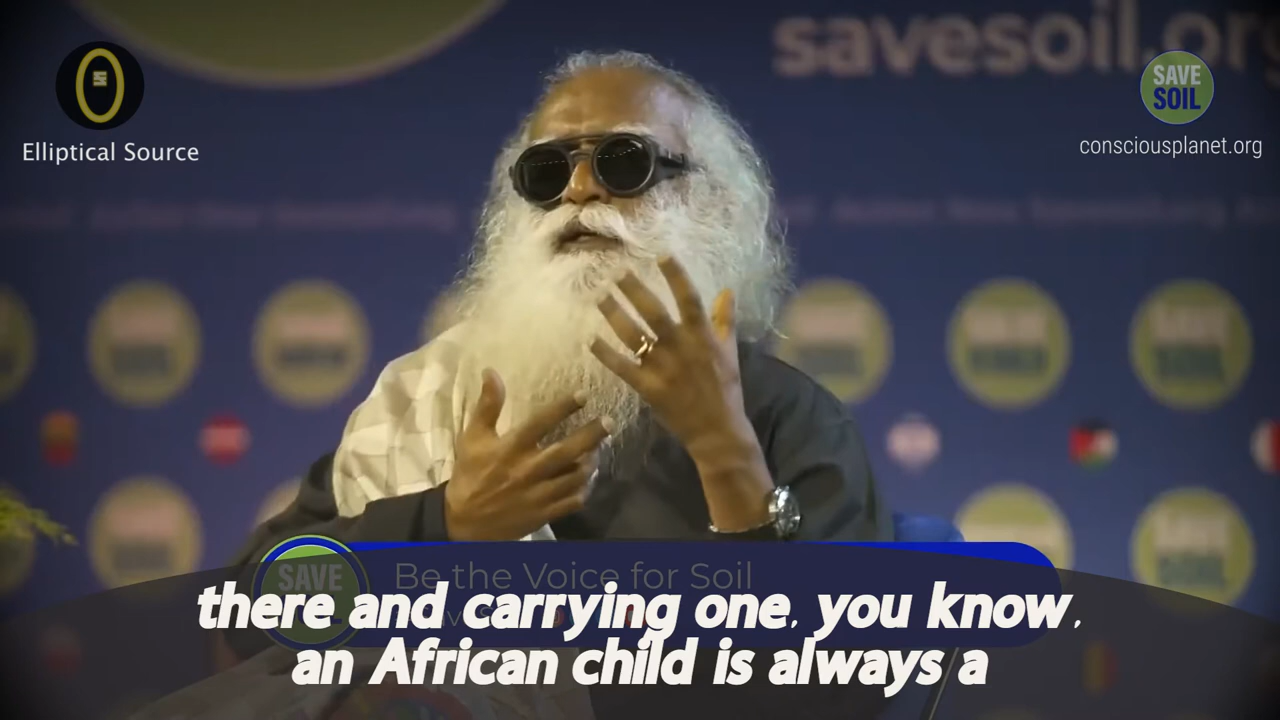 savesoil.org
Elliptical Source
SAVE
SOIL
consciousplanet.org
SAVE
Be the Voice for Soil
there and carrying one, you know,
an African child is always a